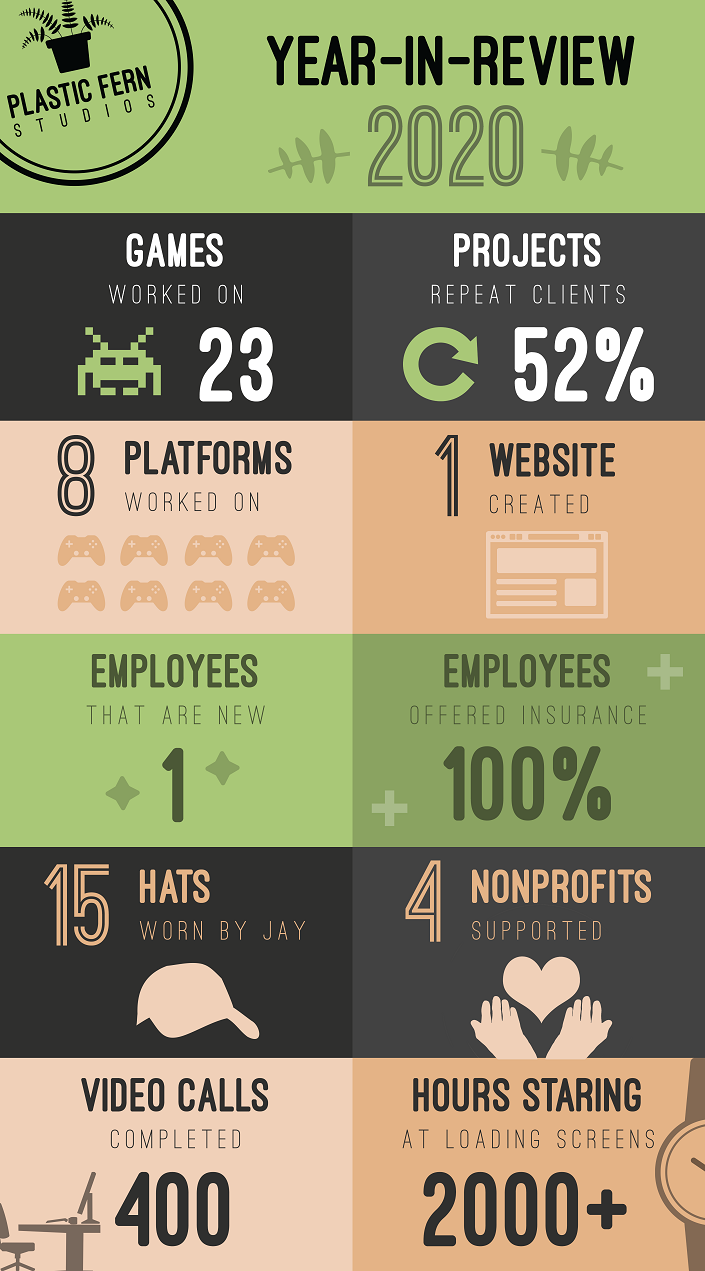 PLASTIC FERN
STUDIOS
YEAR-IN-REVIEW
2020
GAMES
WORKED ON
23
PROJECTS
REPEAT CLIENTS
52%
8
PLATFORMS
WORKED ON
1
WEBSITE
CREATED
EMPLOYEES
THAT ARE NEW
1
EMPLOYEES
OFFERED INSURANCE
100%
15
HATS
WORN BY JAY
4
NONPROFITS
SUPPORTED
VIDEO CALLS
COMPLETED
400
HOURS STARING
AT LOADING SCREENS
2000+